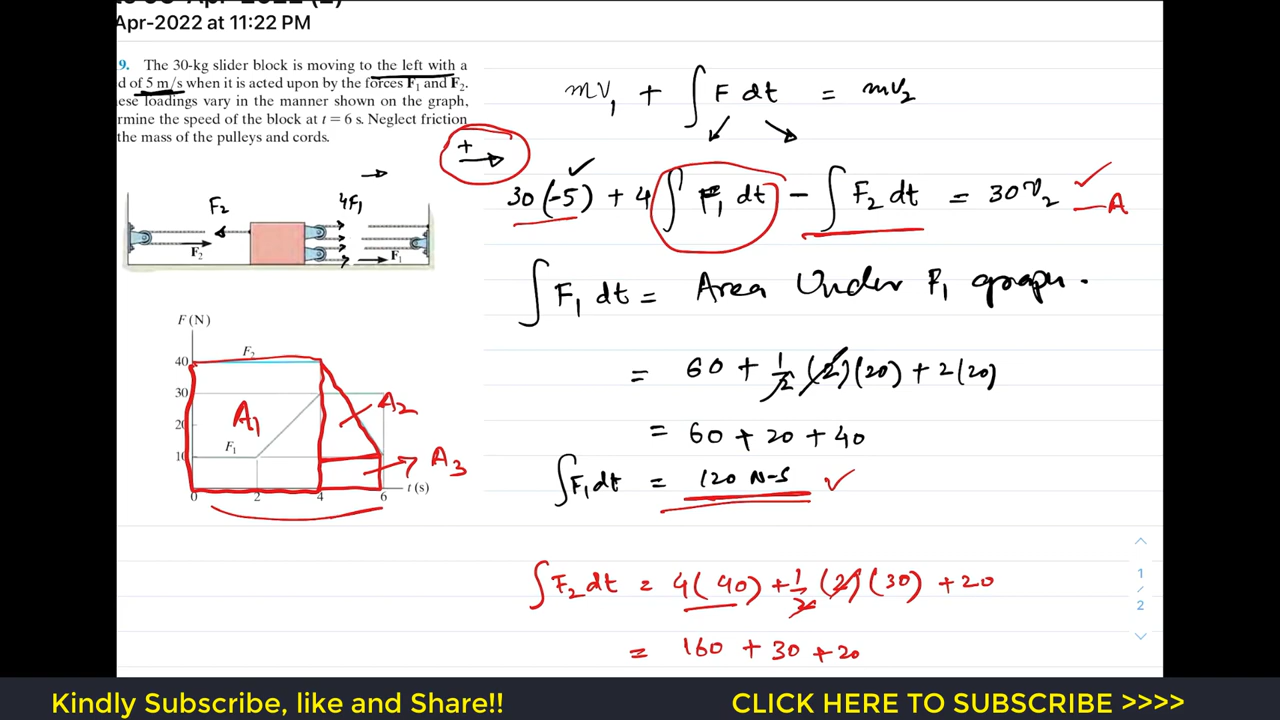 Apr-2022 at 11:22 PM
9. The 30-kg slider block is moving to the left with a
d of 5 m/s when it is acted upon by the forces F₁ and F₂.
ese loadings vary in the manner shown on the graph,
rmine the speed of the block at t = 6 s. Neglect friction
the mass of the pulleys and cords.
mv₁ + ∫ F dt = mv₂
+ →
30(-5) + 4 ∫ F₁ dt - ∫ F₂ dt = 30v₂ ✓ - A
F₂ 4F₁
F₂ F₁
∫ F₁ dt = Area Under F₁ graph.
= 60 + 1/2 (2)(20) + 2(20)
= 60 + 20 + 40
∫F₁dt = 120 N-S ✓
F (N)
40 F₂
30
20
10 F₁
0 2 4 6 t (s)
A₁
A₂
A₃
∫F₂dt = 4(40) + 1/2 (2)(30) + 20
= 160 + 30 + 20
1
/
2
Kindly Subscribe, like and Share!!
CLICK HERE TO SUBSCRIBE >>>>